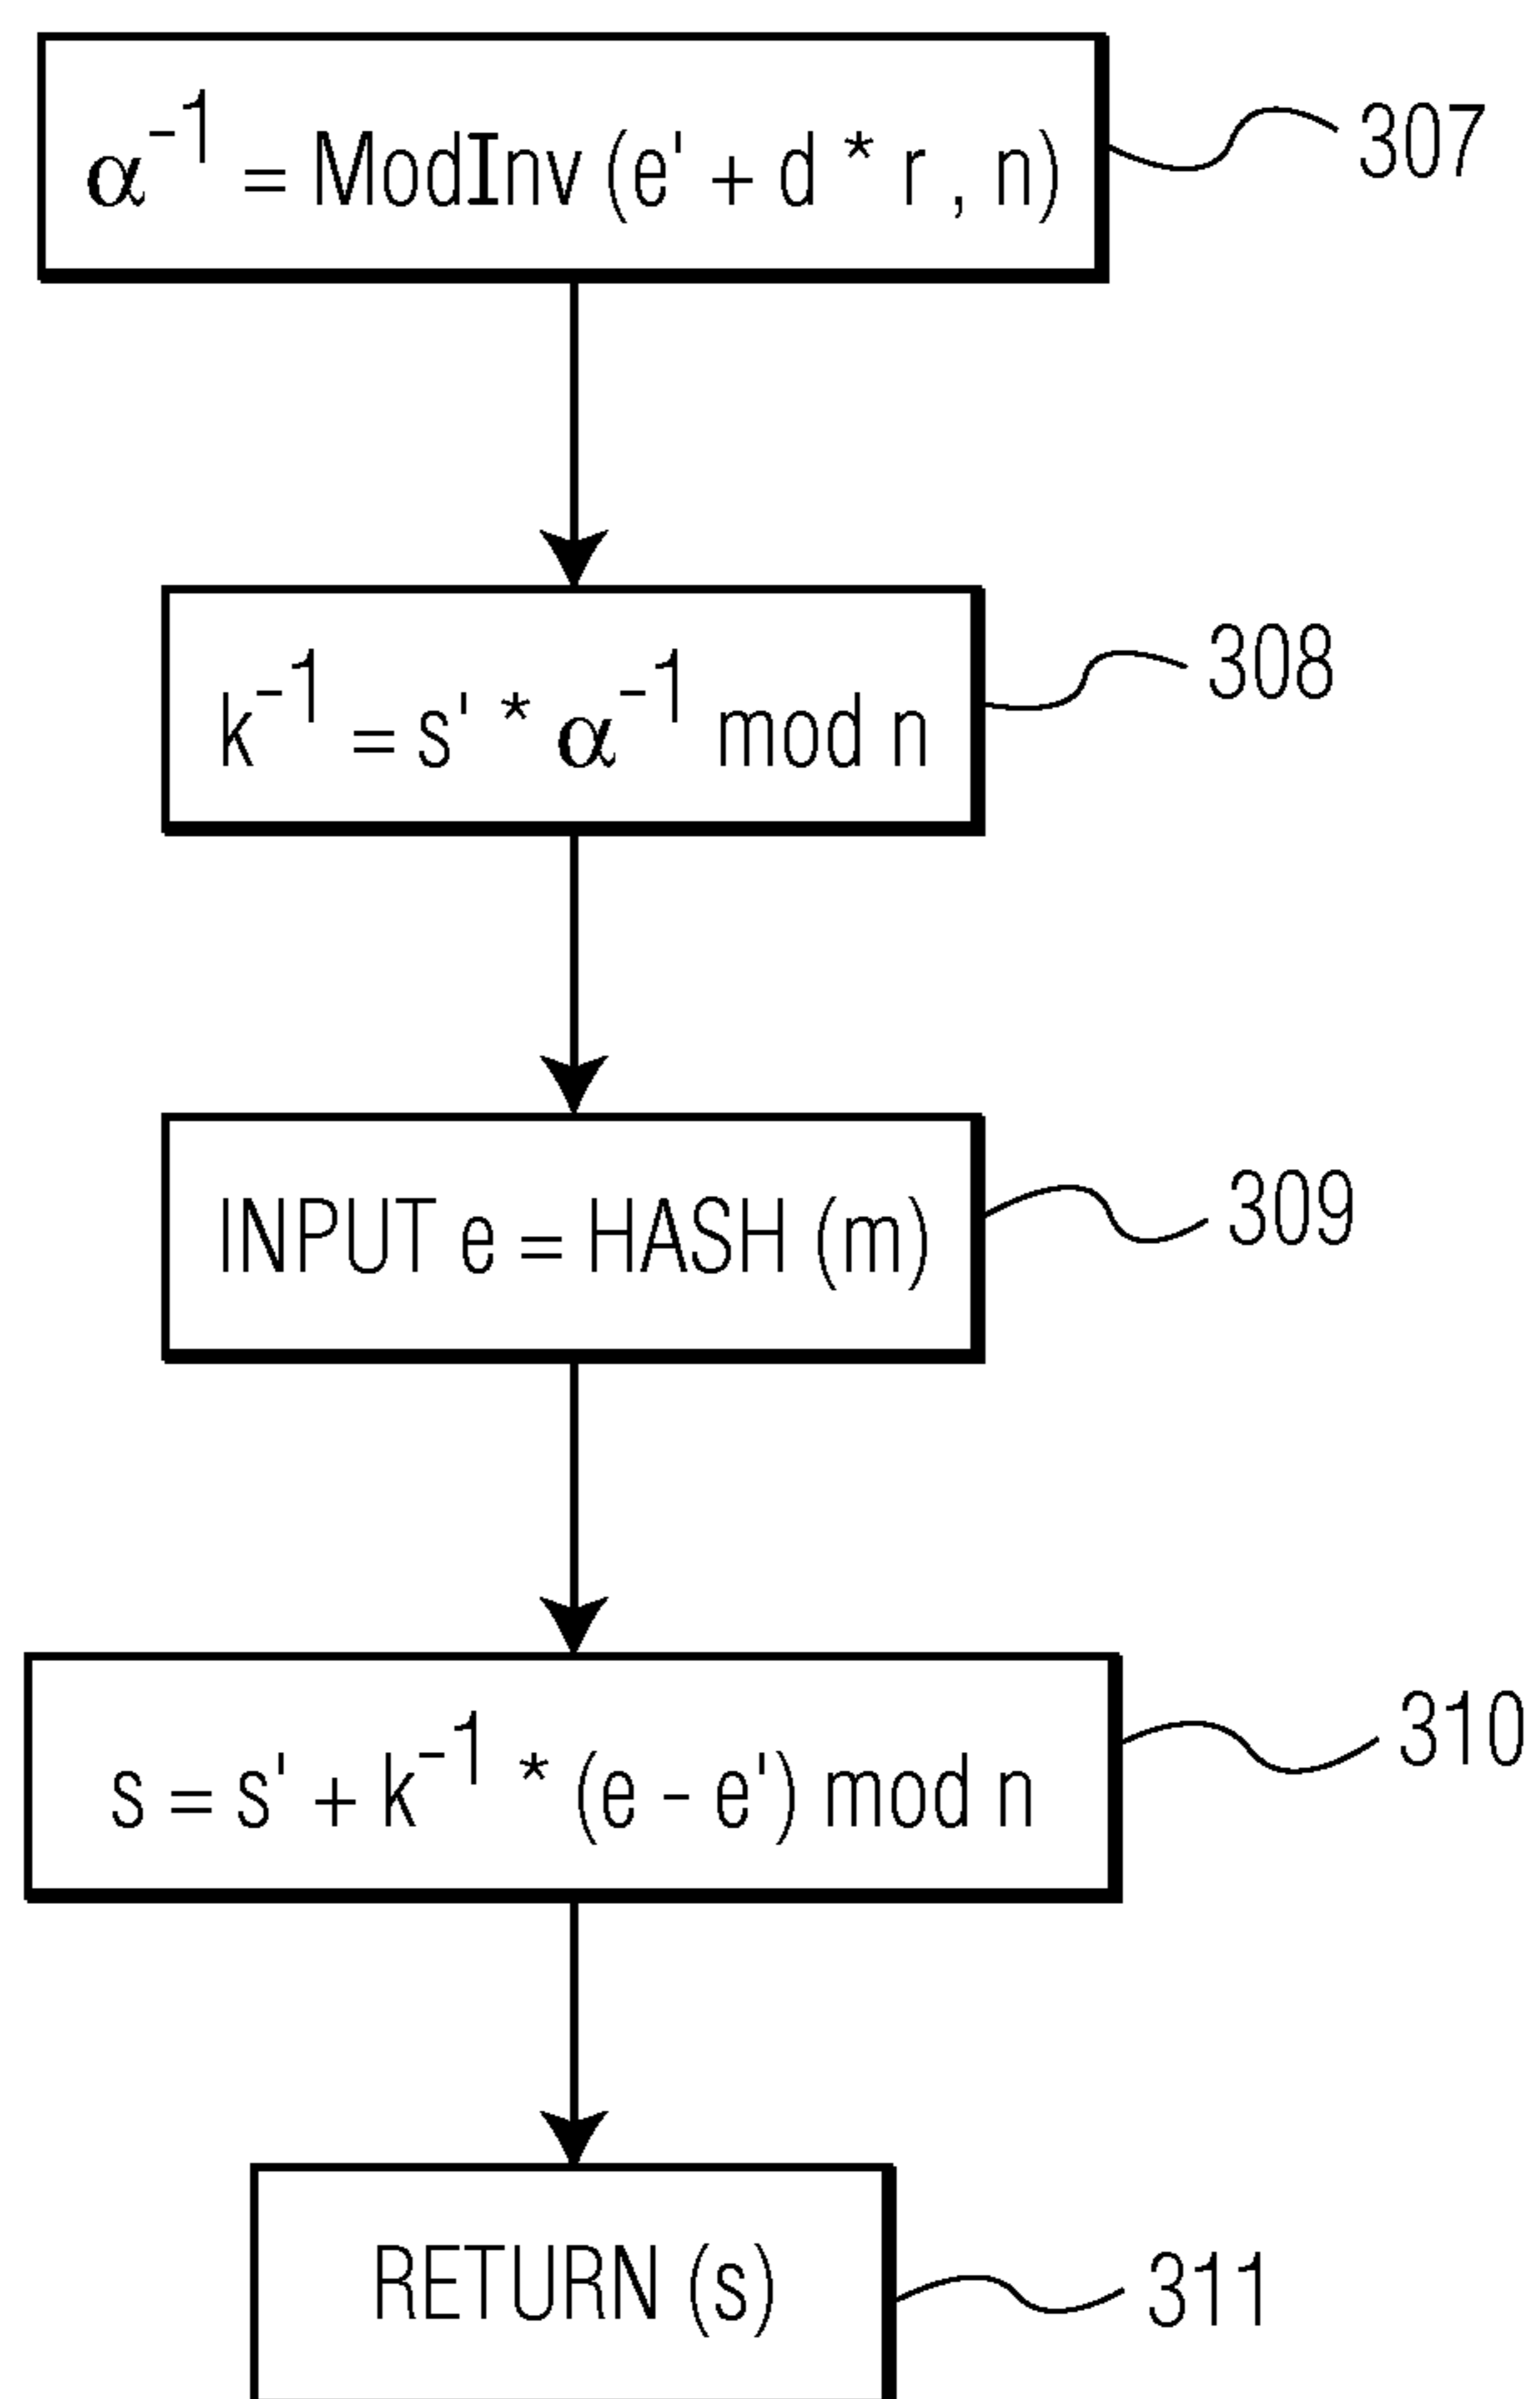 α⁻¹ = ModInv (e' + d * r , n)
307
k⁻¹ = s' * α⁻¹ mod n
308
INPUT e = HASH (m)
309
s = s' + k⁻¹ * (e - e') mod n
310
RETURN (s)
311